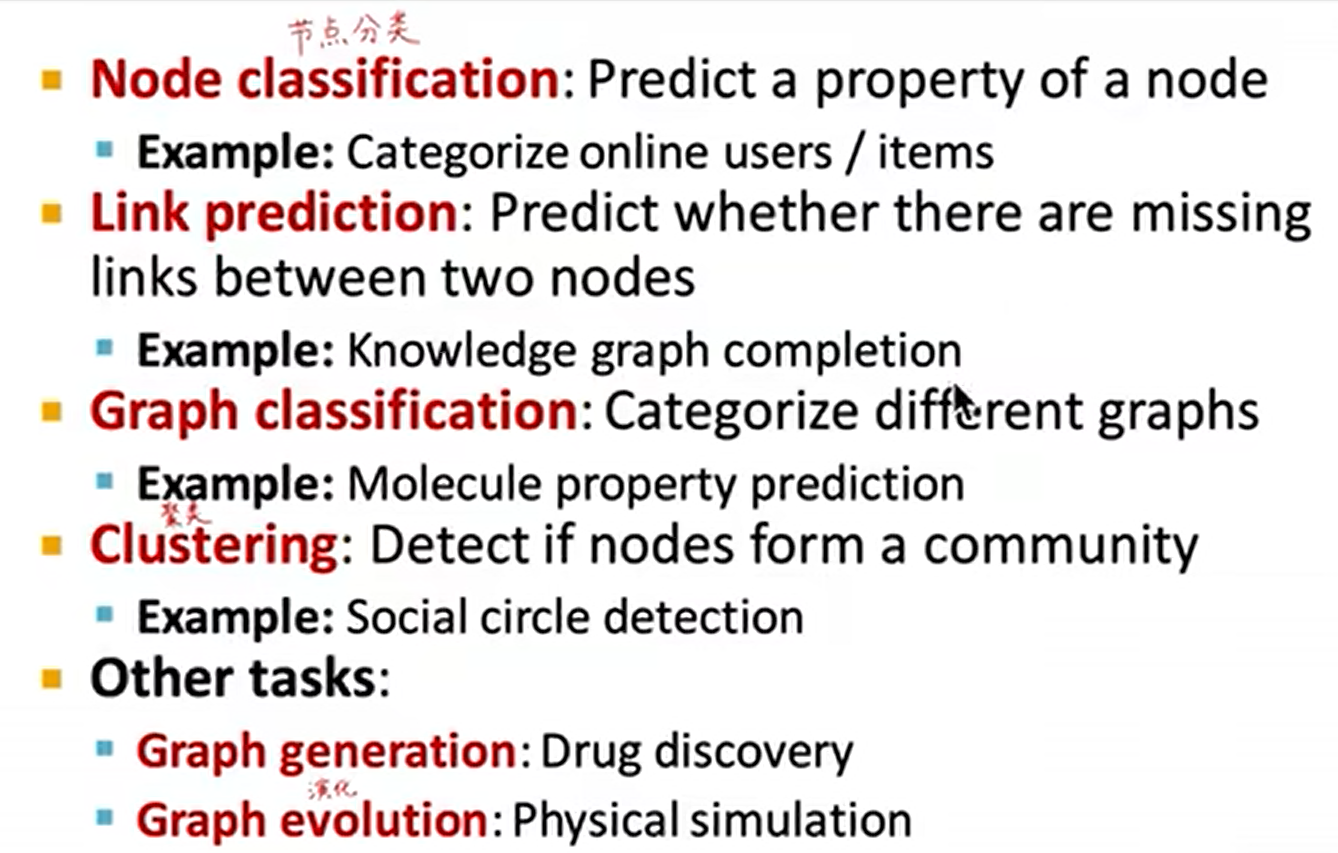 节点分类
Node classification: Predict a property of a node
Example: Categorize online users / items
Link prediction: Predict whether there are missing
links between two nodes
Example: Knowledge graph completion
Graph classification: Categorize different graphs
Example: Molecule property prediction
聚类
Clustering: Detect if nodes form a community
Example: Social circle detection
Other tasks:
Graph generation: Drug discovery
演化
Graph evolution: Physical simulation